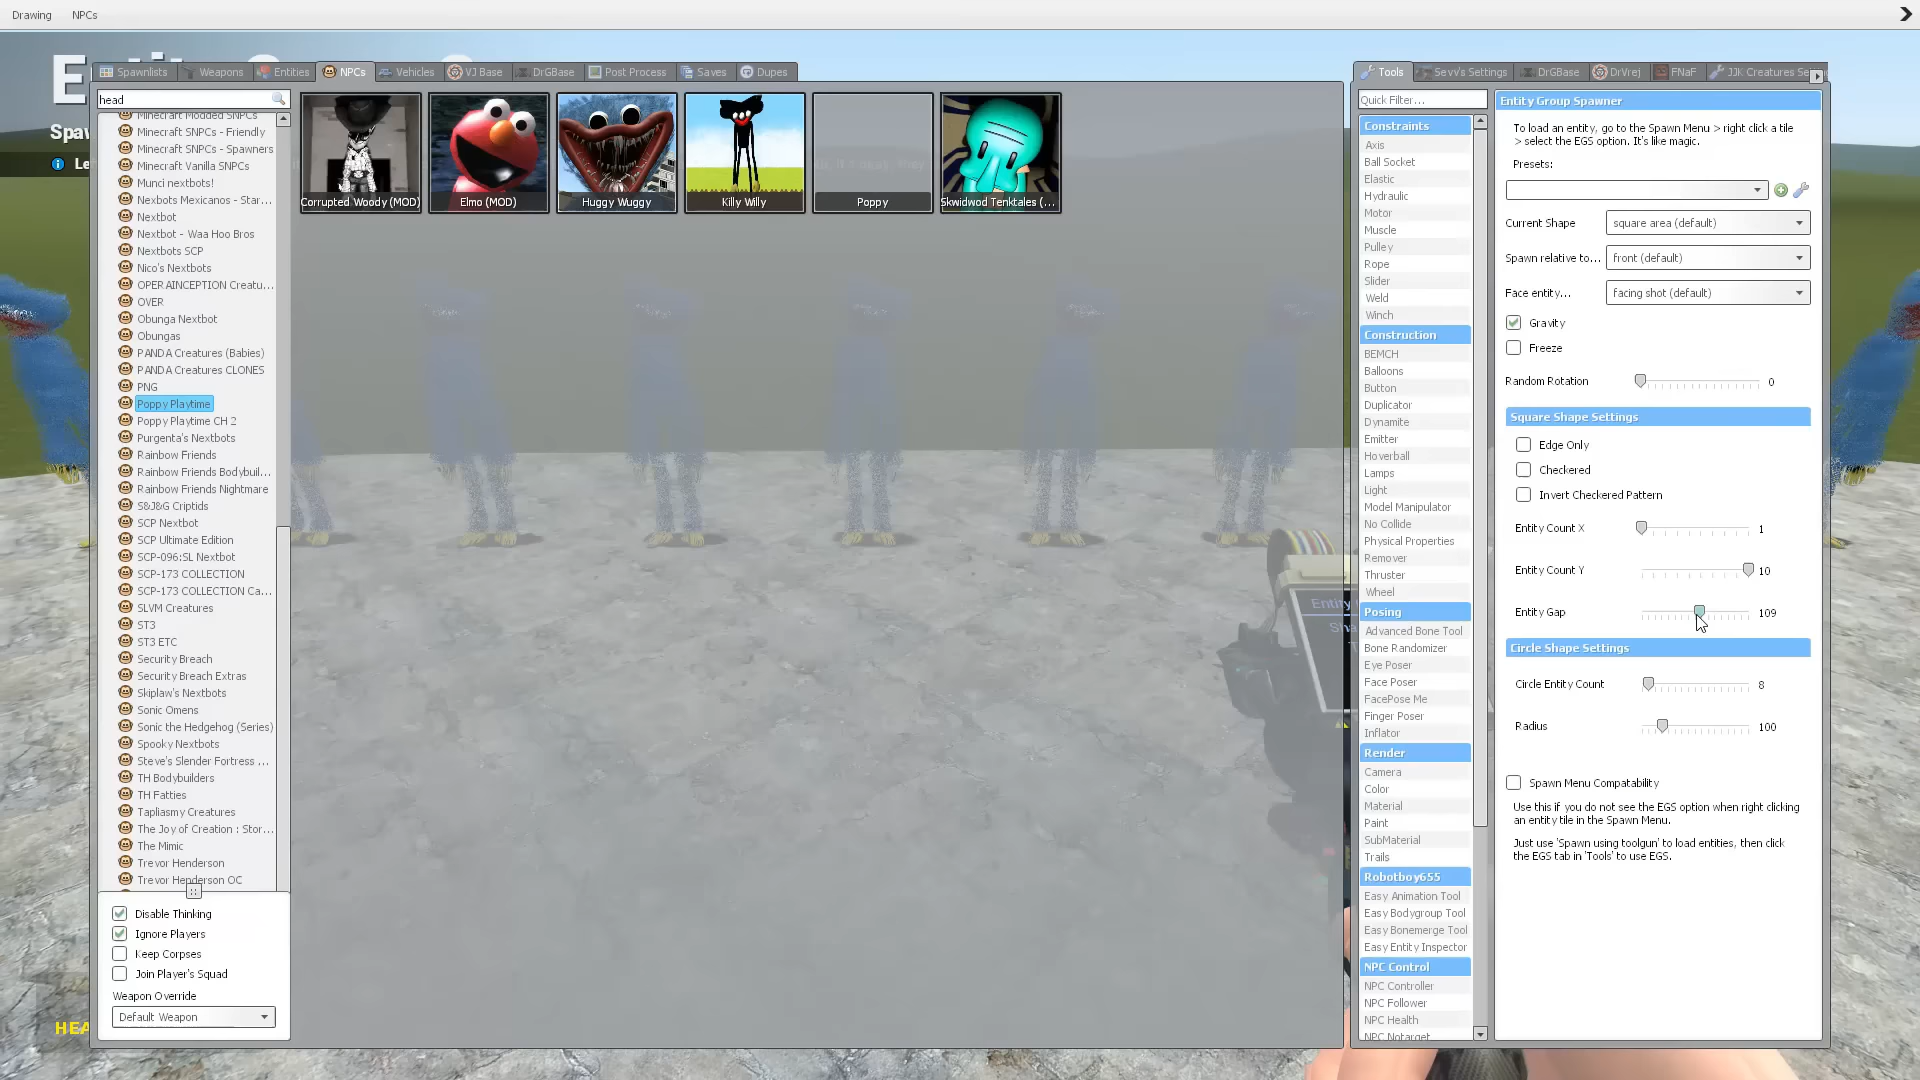 Drawing NPCs
Spawnlists Weapons Entities NPCs Vehicles VJ Base DrGBase Post Process Saves Dupes
head
Minecraft Modded SNPCs
Minecraft SNPCs - Friendly
Minecraft SNPCs - Spawners
Minecraft Vanilla SNPCs
Munci nextbots!
Nexbots Mexicanos - Star...
Nextbot
Nextbot - Waa Hoo Bros
Nextbots SCP
Nico's Nextbots
OPERAINCEPTION Creatu...
OVER
Obunga Nextbot
Obungas
PANDA Creatures (Babies)
PANDA Creatures CLONES
PNG
Poppy Playtime
Poppy Playtime CH 2
Purgenta's Nextbots
Rainbow Friends
Rainbow Friends Bodybuil...
Rainbow Friends Nightmare
S&J&G Criptids
SCP Nextbot
SCP Ultimate Edition
SCP-096:SL Nextbot
SCP-173 COLLECTION
SCP-173 COLLECTION Ca...
SLVM Creatures
ST3
ST3 ETC
Security Breach
Security Breach Extras
Skiplaw's Nextbots
Sonic Omens
Sonic the Hedgehog (Series)
Spooky Nextbots
Steve's Slender Fortress ...
TH Bodybuilders
TH Fatties
Tapliasmy Creatures
The Joy of Creation : Stor...
The Mimic
Trevor Henderson
Trevor Henderson OC
Disable Thinking
Ignore Players
Keep Corpses
Join Player's Squad
Weapon Override
Default Weapon
Corrupted Woody (MOD) Elmo (MOD) Huggy Wuggy Killy Willy Poppy Skwidwod Tenktales (...
Tools Sevv's Settings DrGBase DrVrej FNaF JJK Creatures Se
Quick Filter...
Constraints
Axis
Ball Socket
Elastic
Hydraulic
Motor
Muscle
Pulley
Rope
Slider
Weld
Winch
Construction
BEMCH
Balloons
Button
Duplicator
Dynamite
Emitter
Hoverball
Lamps
Light
Model Manipulator
No Collide
Physical Properties
Remover
Thruster
Wheel
Posing
Advanced Bone Tool
Bone Randomizer
Eye Poser
Face Poser
FacePose Me
Finger Poser
Inflator
Render
Camera
Color
Material
Paint
SubMaterial
Trails
Robotboy655
Easy Animation Tool
Easy Bodygroup Tool
Easy Bonemerge Tool
Easy Entity Inspector
NPC Control
NPC Controller
NPC Follower
NPC Health
NPC Notarget
Entity Group Spawner
To load an entity, go to the Spawn Menu > right click a tile
> select the EGS option. It's like magic.
Presets:
Current Shape square area (default)
Spawn relative to... front (default)
Face entity... facing shot (default)
Gravity
Freeze
Random Rotation 0
Square Shape Settings
Edge Only
Checkered
Invert Checkered Pattern
Entity Count X 1
Entity Count Y 10
Entity Gap 109
Circle Shape Settings
Circle Entity Count 8
Radius 100
Spawn Menu Compatability
Use this if you do not see the EGS option when right clicking
an entity tile in the Spawn Menu.
Just use 'Spawn using toolgun' to load entities, then click
the EGS tab in 'Tools' to use EGS.
Spaw
Le
HEA
Entity